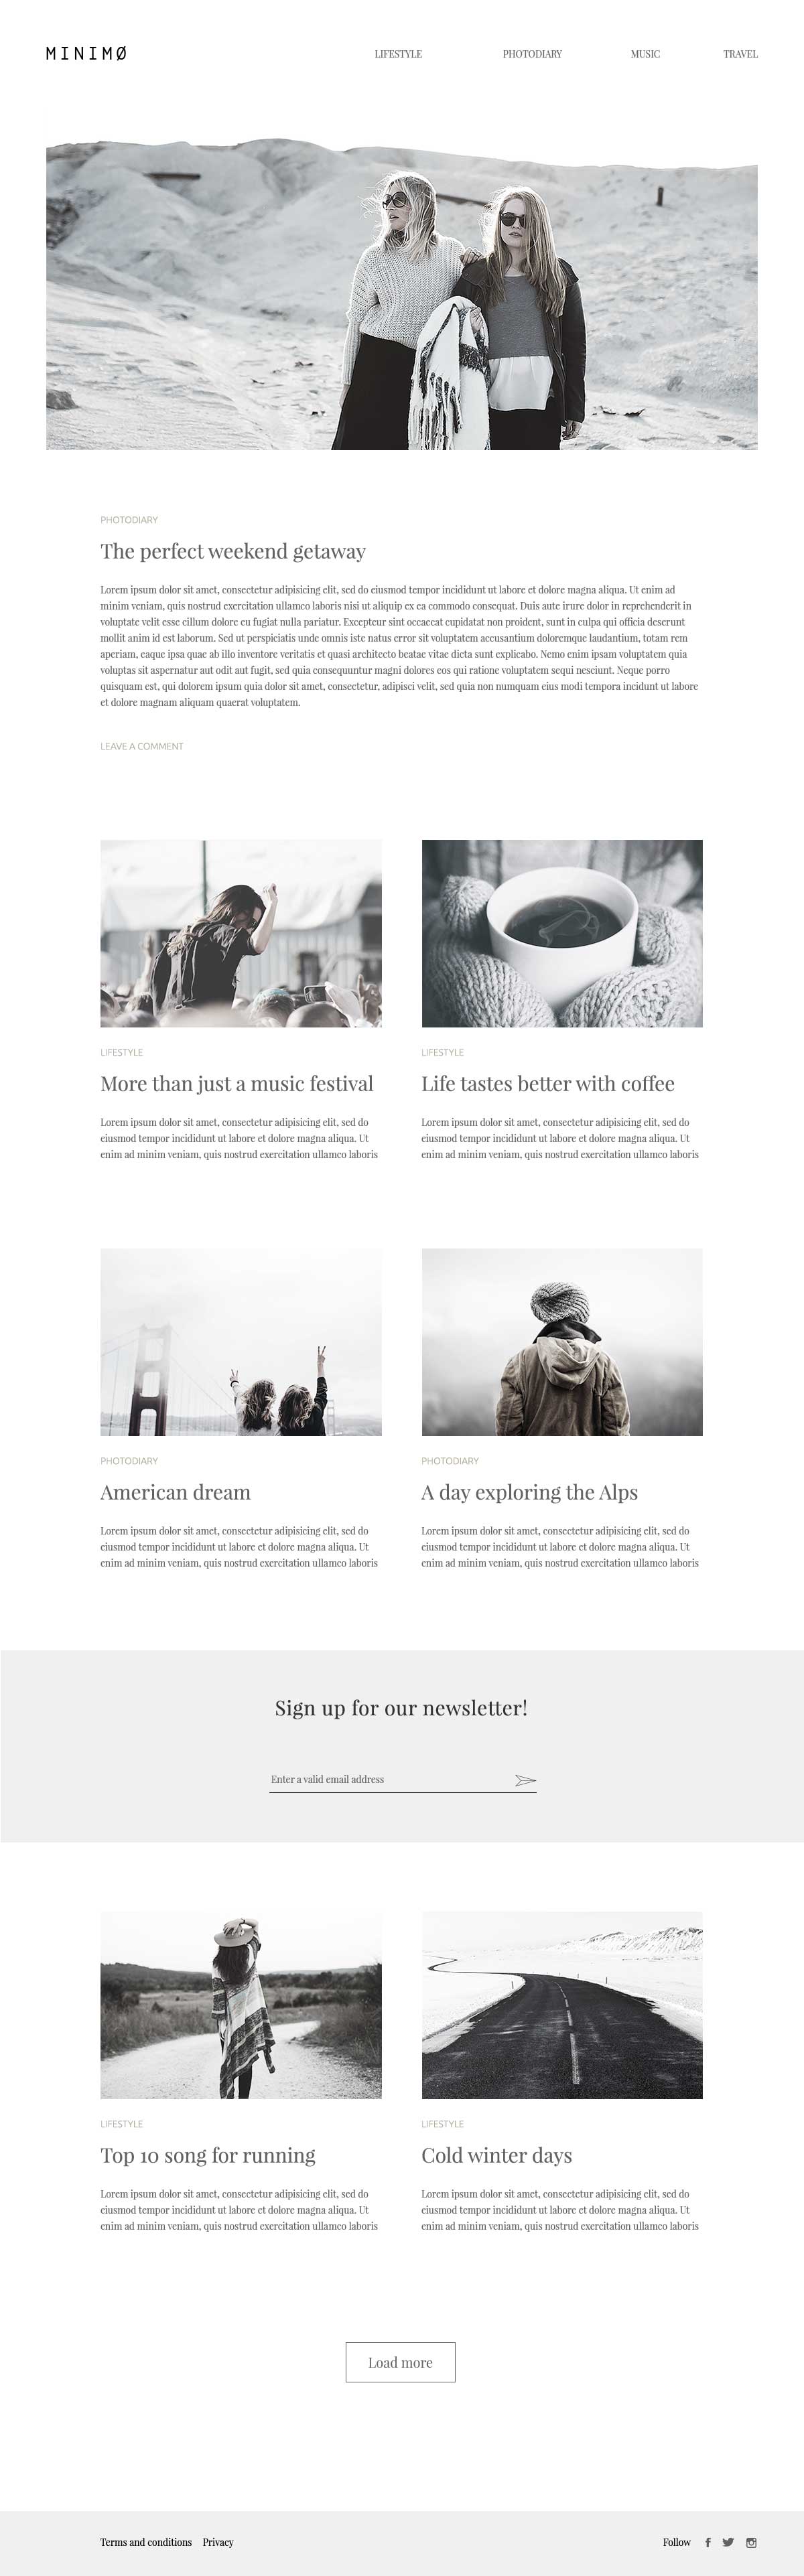 MINIMØ
LIFESTYLE PHOTODIARY MUSIC TRAVEL
PHOTODIARY
The perfect weekend getaway
Lorem ipsum dolor sit amet, consectetur adipisicing elit, sed do eiusmod tempor incididunt ut labore et dolore magna aliqua. Ut enim ad
minim veniam, quis nostrud exercitation ullamco laboris nisi ut aliquip ex ea commodo consequat. Duis aute irure dolor in reprehenderit in
voluptate velit esse cillum dolore eu fugiat nulla pariatur. Excepteur sint occaecat cupidatat non proident, sunt in culpa qui officia deserunt
mollit anim id est laborum. Sed ut perspiciatis unde omnis iste natus error sit voluptatem accusantium doloremque laudantium, totam rem
aperiam, eaque ipsa quae ab illo inventore veritatis et quasi architecto beatae vitae dicta sunt explicabo. Nemo enim ipsam voluptatem quia
voluptas sit aspernatur aut odit aut fugit, sed quia consequuntur magni dolores eos qui ratione voluptatem sequi nesciunt. Neque porro
quisquam est, qui dolorem ipsum quia dolor sit amet, consectetur, adipisci velit, sed quia non numquam eius modi tempora incidunt ut labore
et dolore magnam aliquam quaerat voluptatem.
LEAVE A COMMENT
LIFESTYLE
More than just a music festival
Lorem ipsum dolor sit amet, consectetur adipisicing elit, sed do
eiusmod tempor incididunt ut labore et dolore magna aliqua. Ut
enim ad minim veniam, quis nostrud exercitation ullamco laboris
LIFESTYLE
Life tastes better with coffee
Lorem ipsum dolor sit amet, consectetur adipisicing elit, sed do
eiusmod tempor incididunt ut labore et dolore magna aliqua. Ut
enim ad minim veniam, quis nostrud exercitation ullamco laboris
PHOTODIARY
American dream
Lorem ipsum dolor sit amet, consectetur adipisicing elit, sed do
eiusmod tempor incididunt ut labore et dolore magna aliqua. Ut
enim ad minim veniam, quis nostrud exercitation ullamco laboris
PHOTODIARY
A day exploring the Alps
Lorem ipsum dolor sit amet, consectetur adipisicing elit, sed do
eiusmod tempor incididunt ut labore et dolore magna aliqua. Ut
enim ad minim veniam, quis nostrud exercitation ullamco laboris
Sign up for our newsletter!
Enter a valid email address
LIFESTYLE
Top 10 song for running
Lorem ipsum dolor sit amet, consectetur adipisicing elit, sed do
eiusmod tempor incididunt ut labore et dolore magna aliqua. Ut
enim ad minim veniam, quis nostrud exercitation ullamco laboris
LIFESTYLE
Cold winter days
Lorem ipsum dolor sit amet, consectetur adipisicing elit, sed do
eiusmod tempor incididunt ut labore et dolore magna aliqua. Ut
enim ad minim veniam, quis nostrud exercitation ullamco laboris
Load more
Terms and conditions Privacy Follow